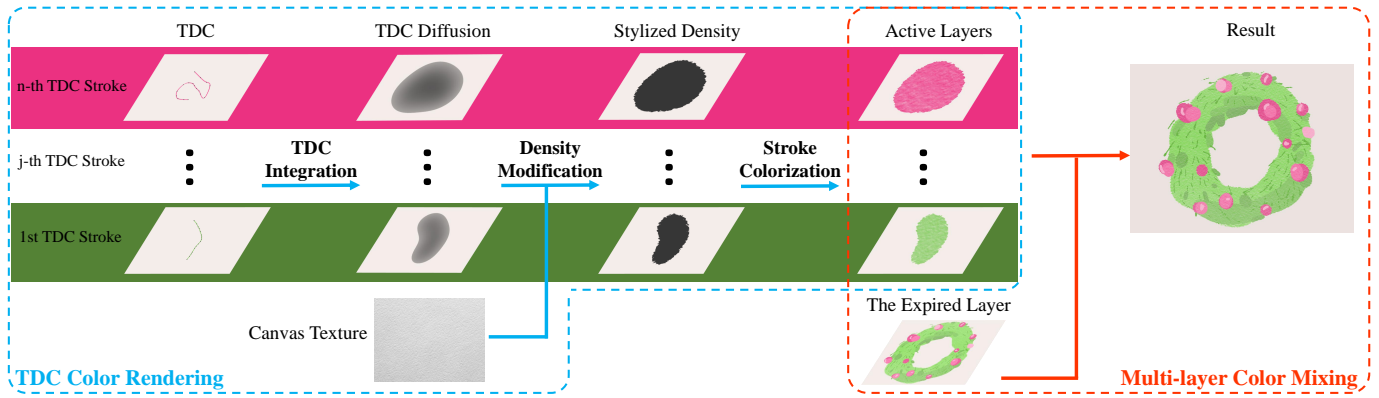 TDC
TDC Diffusion
Stylized Density
Active Layers
Result
n-th TDC Stroke
j-th TDC Stroke
TDC
Integration
Density
Modification
Stroke
Colorization
1st TDC Stroke
The Expired Layer
Canvas Texture
TDC Color Rendering
Multi-layer Color Mixing